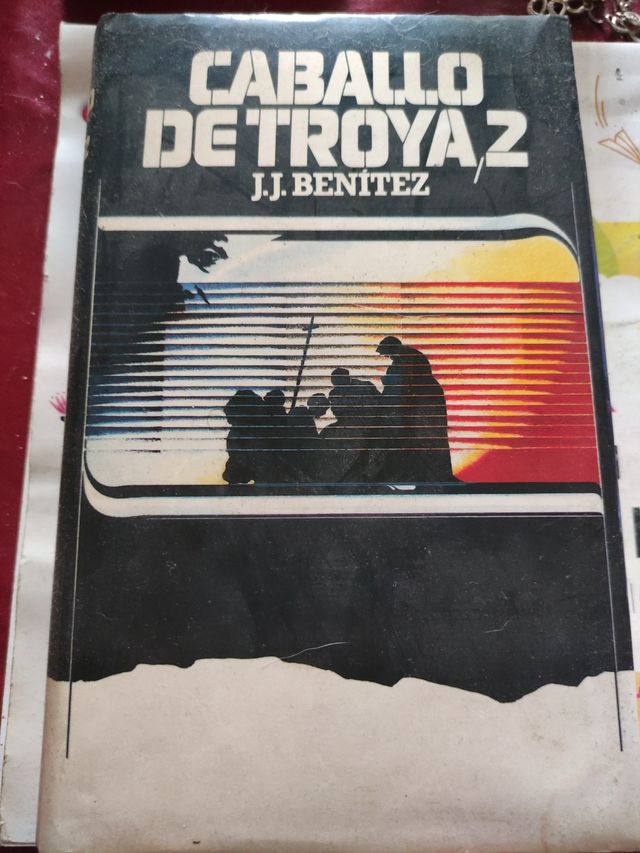 CABALLO
DE TROYA, 2
J.J. BENÍTEZ